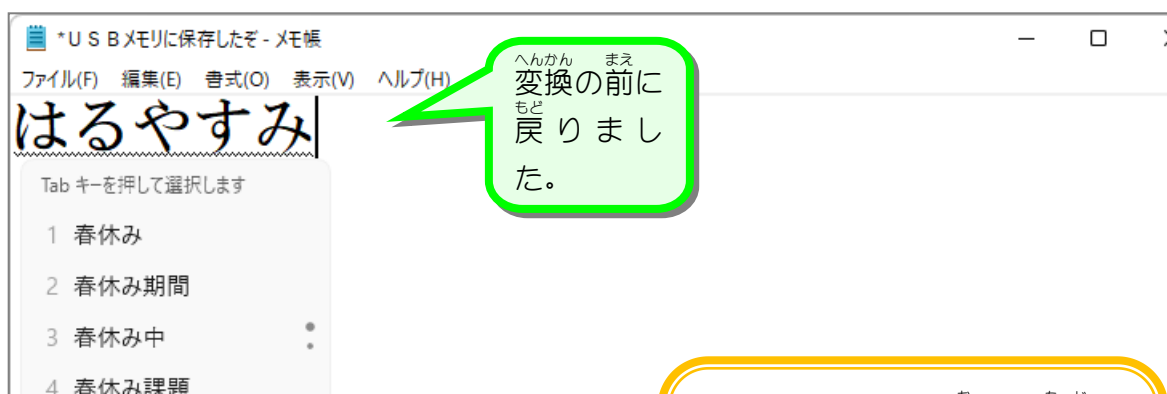 *ＵＳＢメモリに保存したぞ - メモ帳
ファイル(F) 編集(E) 書式(O) 表示(V) ヘルプ(H)
はるやすみ
Tab キーを押して選択します
1 春休み
2 春休み期間
3 春休み中
4 春休み課題
へんかん まえ
変換の前に
もど
戻りまし
た。